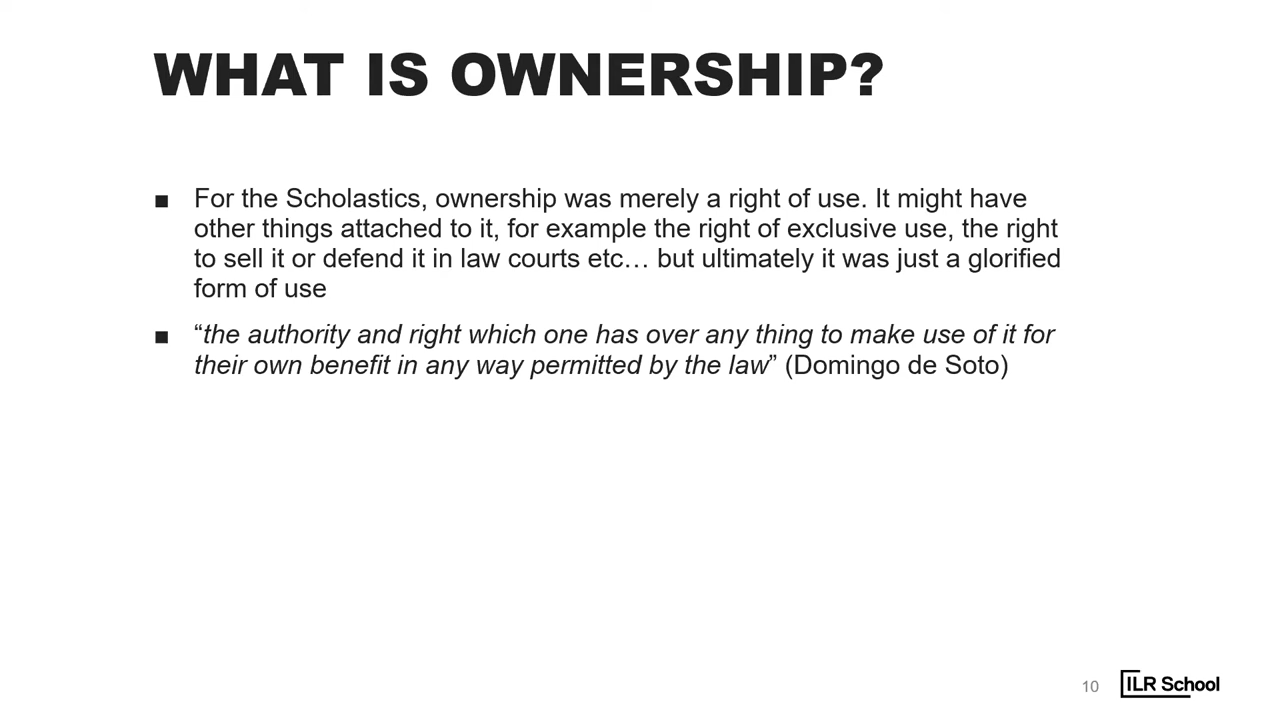 WHAT IS OWNERSHIP?
■ For the Scholastics, ownership was merely a right of use. It might have
other things attached to it, for example the right of exclusive use, the right
to sell it or defend it in law courts etc… but ultimately it was just a glorified
form of use
■ “the authority and right which one has over any thing to make use of it for
their own benefit in any way permitted by the law” (Domingo de Soto)
10
ILR School